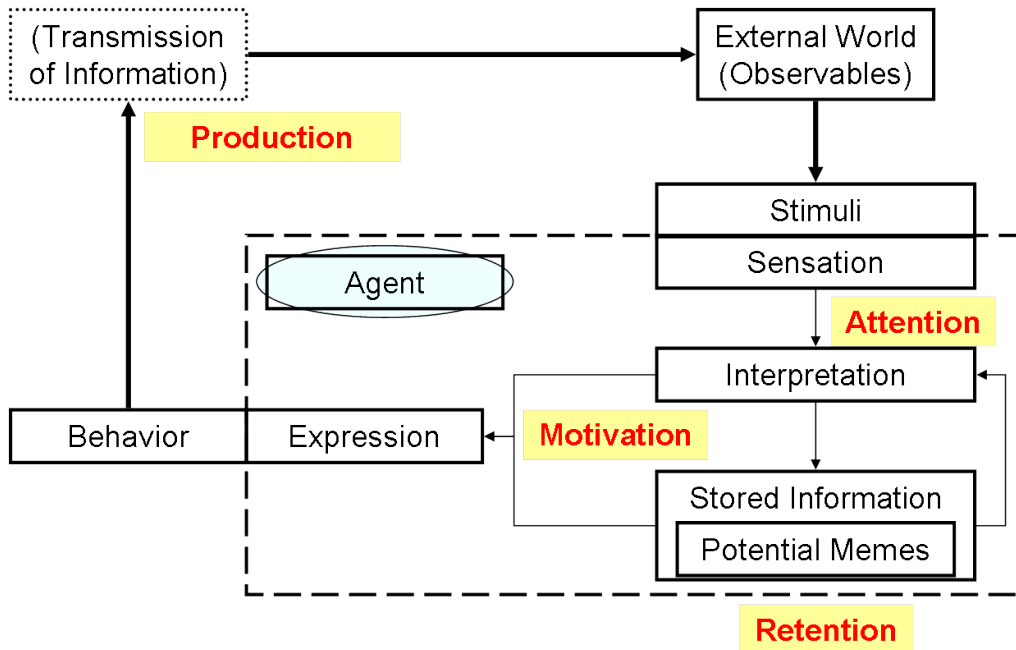 (Transmission
of Information)
External World
(Observables)
Production
Stimuli
Sensation
Agent
Attention
Interpretation
Behavior
Expression
Motivation
Stored Information
Potential Memes
Retention